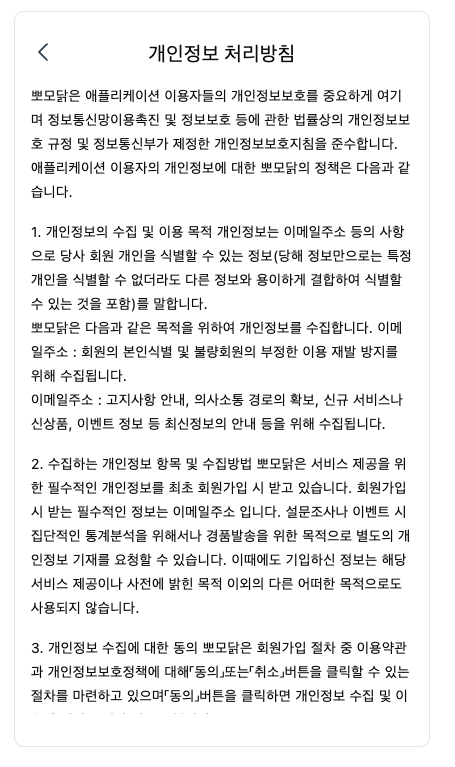 개인정보 처리방침
뽀모닭은 애플리케이션 이용자들의 개인정보보호를 중요하게 여기
며 정보통신망이용촉진 및 정보보호 등에 관한 법률상의 개인정보보
호 규정 및 정보통신부가 제정한 개인정보보호지침을 준수합니다.
애플리케이션 이용자의 개인정보에 대한 뽀모닭의 정책은 다음과 같
습니다.
1. 개인정보의 수집 및 이용 목적 개인정보는 이메일주소 등의 사항
으로 당사 회원 개인을 식별할 수 있는 정보(당해 정보만으로는 특정
개인을 식별할 수 없더라도 다른 정보와 용이하게 결합하여 식별할
수 있는 것을 포함)를 말합니다.
뽀모닭은 다음과 같은 목적을 위하여 개인정보를 수집합니다. 이메
일주소 : 회원의 본인식별 및 불량회원의 부정한 이용 재발 방지를
위해 수집됩니다.
이메일주소 : 고지사항 안내, 의사소통 경로의 확보, 신규 서비스나
신상품, 이벤트 정보 등 최신정보의 안내 등을 위해 수집됩니다.
2. 수집하는 개인정보 항목 및 수집방법 뽀모닭은 서비스 제공을 위
한 필수적인 개인정보를 최초 회원가입 시 받고 있습니다. 회원가입
시 받는 필수적인 정보는 이메일주소 입니다. 설문조사나 이벤트 시
집단적인 통계분석을 위해서나 경품발송을 위한 목적으로 별도의 개
인정보 기재를 요청할 수 있습니다. 이때에도 기입하신 정보는 해당
서비스 제공이나 사전에 밝힌 목적 이외의 다른 어떠한 목적으로도
사용되지 않습니다.
3. 개인정보 수집에 대한 동의 뽀모닭은 회원가입 절차 중 이용약관
과 개인정보보호정책에 대해「동의」또는「취소」버튼을 클릭할 수 있는
절차를 마련하고 있으며「동의」버튼을 클릭하면 개인정보 수집 및 이